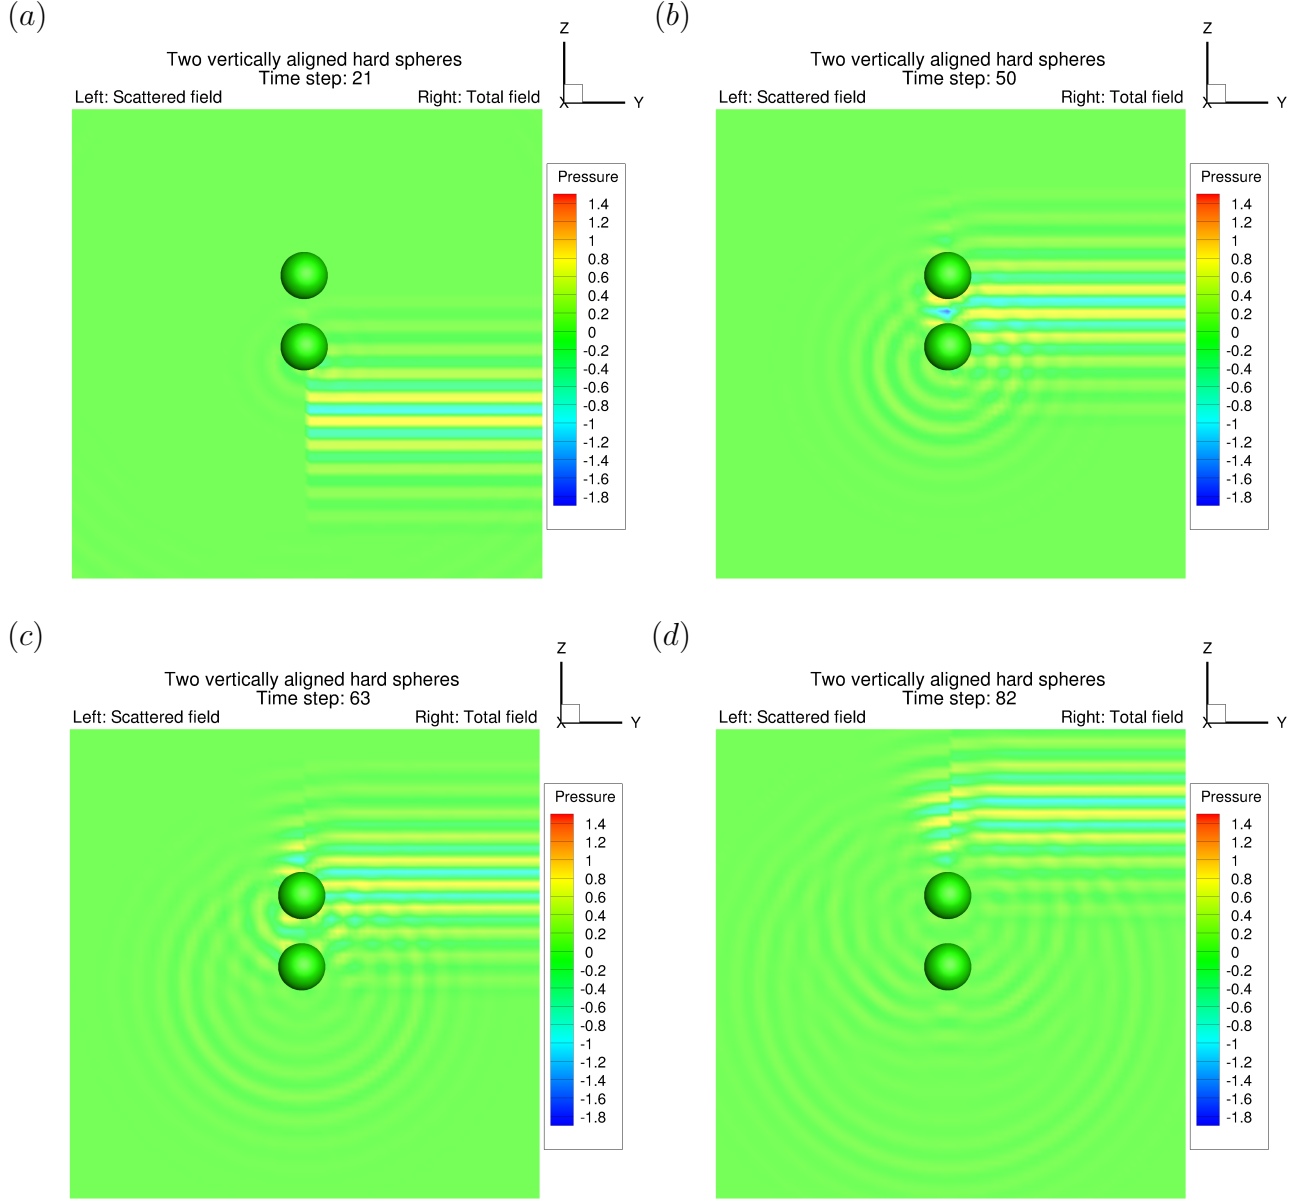 (a)
Two vertically aligned hard spheres
Time step: 21
Left: Scattered field
Right: Total field
Z
X
Y
Pressure
1.4
1.2
1
0.8
0.6
0.4
0.2
0
-0.2
-0.4
-0.6
-0.8
-1
-1.2
-1.4
-1.6
-1.8
(b)
Two vertically aligned hard spheres
Time step: 50
Left: Scattered field
Right: Total field
Z
X
Y
Pressure
1.4
1.2
1
0.8
0.6
0.4
0.2
0
-0.2
-0.4
-0.6
-0.8
-1
-1.2
-1.4
-1.6
-1.8
(c)
Two vertically aligned hard spheres
Time step: 63
Left: Scattered field
Right: Total field
Z
X
Y
Pressure
1.4
1.2
1
0.8
0.6
0.4
0.2
0
-0.2
-0.4
-0.6
-0.8
-1
-1.2
-1.4
-1.6
-1.8
(d)
Two vertically aligned hard spheres
Time step: 82
Left: Scattered field
Right: Total field
Z
X
Y
Pressure
1.4
1.2
1
0.8
0.6
0.4
0.2
0
-0.2
-0.4
-0.6
-0.8
-1
-1.2
-1.4
-1.6
-1.8